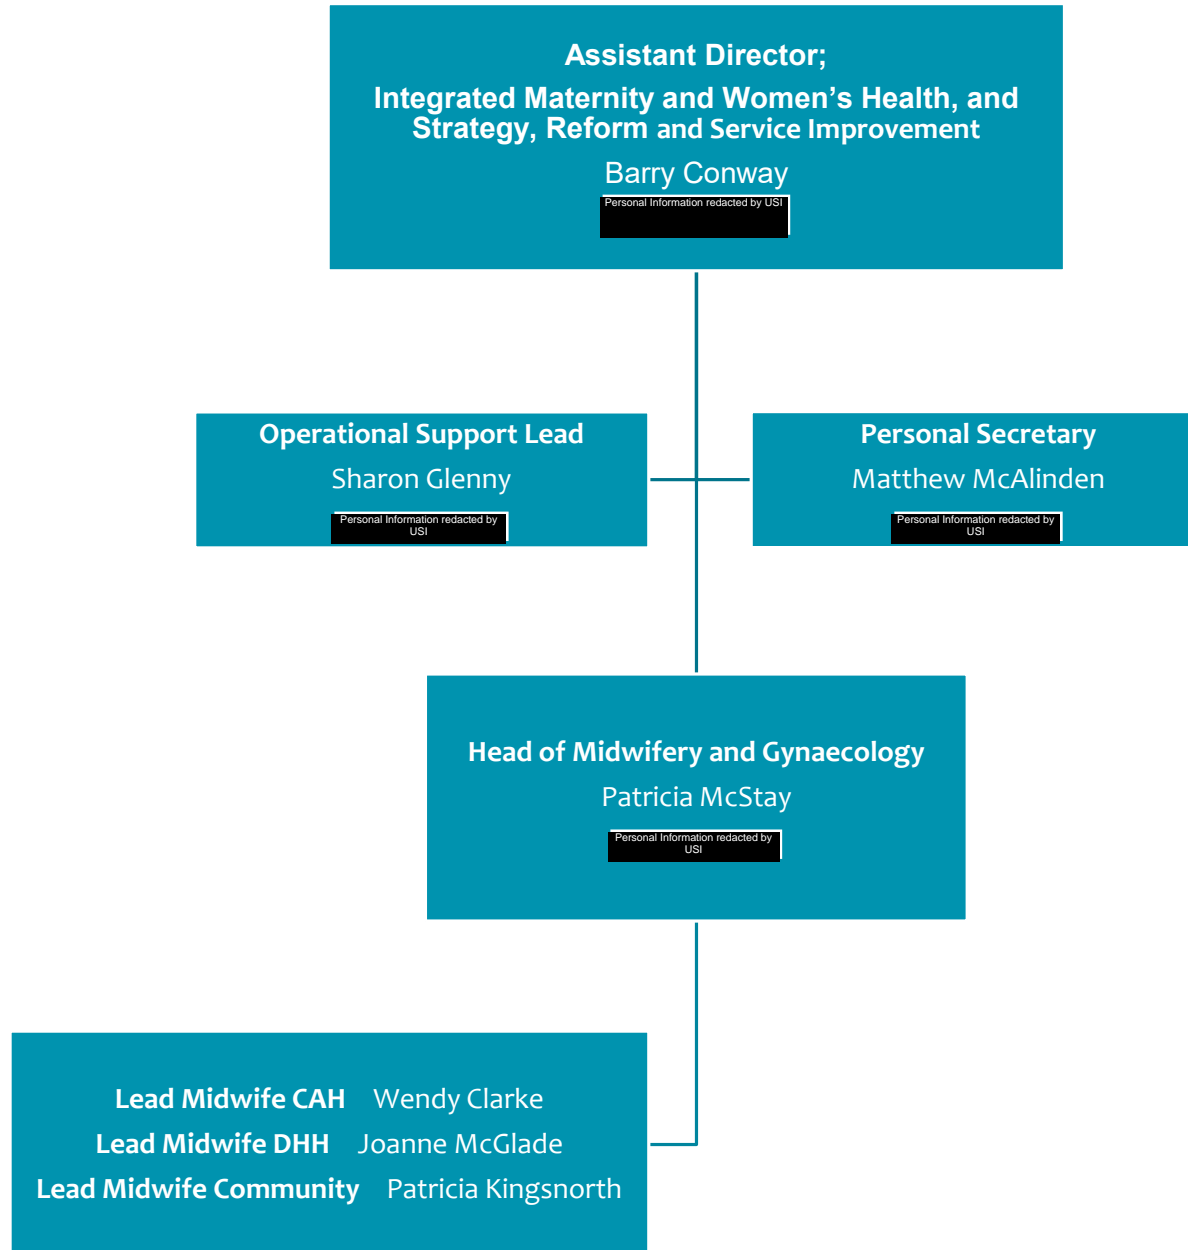 Assistant Director;
Integrated Maternity and Women's Health, and
Strategy, Reform and Service Improvement
Barry Conway
Personal Information redacted by USI
Operational Support Lead
Sharon Glenny
Personal Information redacted by
USI
Personal Secretary
Matthew McAlinden
Personal Information redacted by
USI
Head of Midwifery and Gynaecology
Patricia McStay
Personal Information redacted by
USI
Lead Midwife CAH Wendy Clarke
Lead Midwife DHH Joanne McGlade
Lead Midwife Community Patricia Kingsnorth